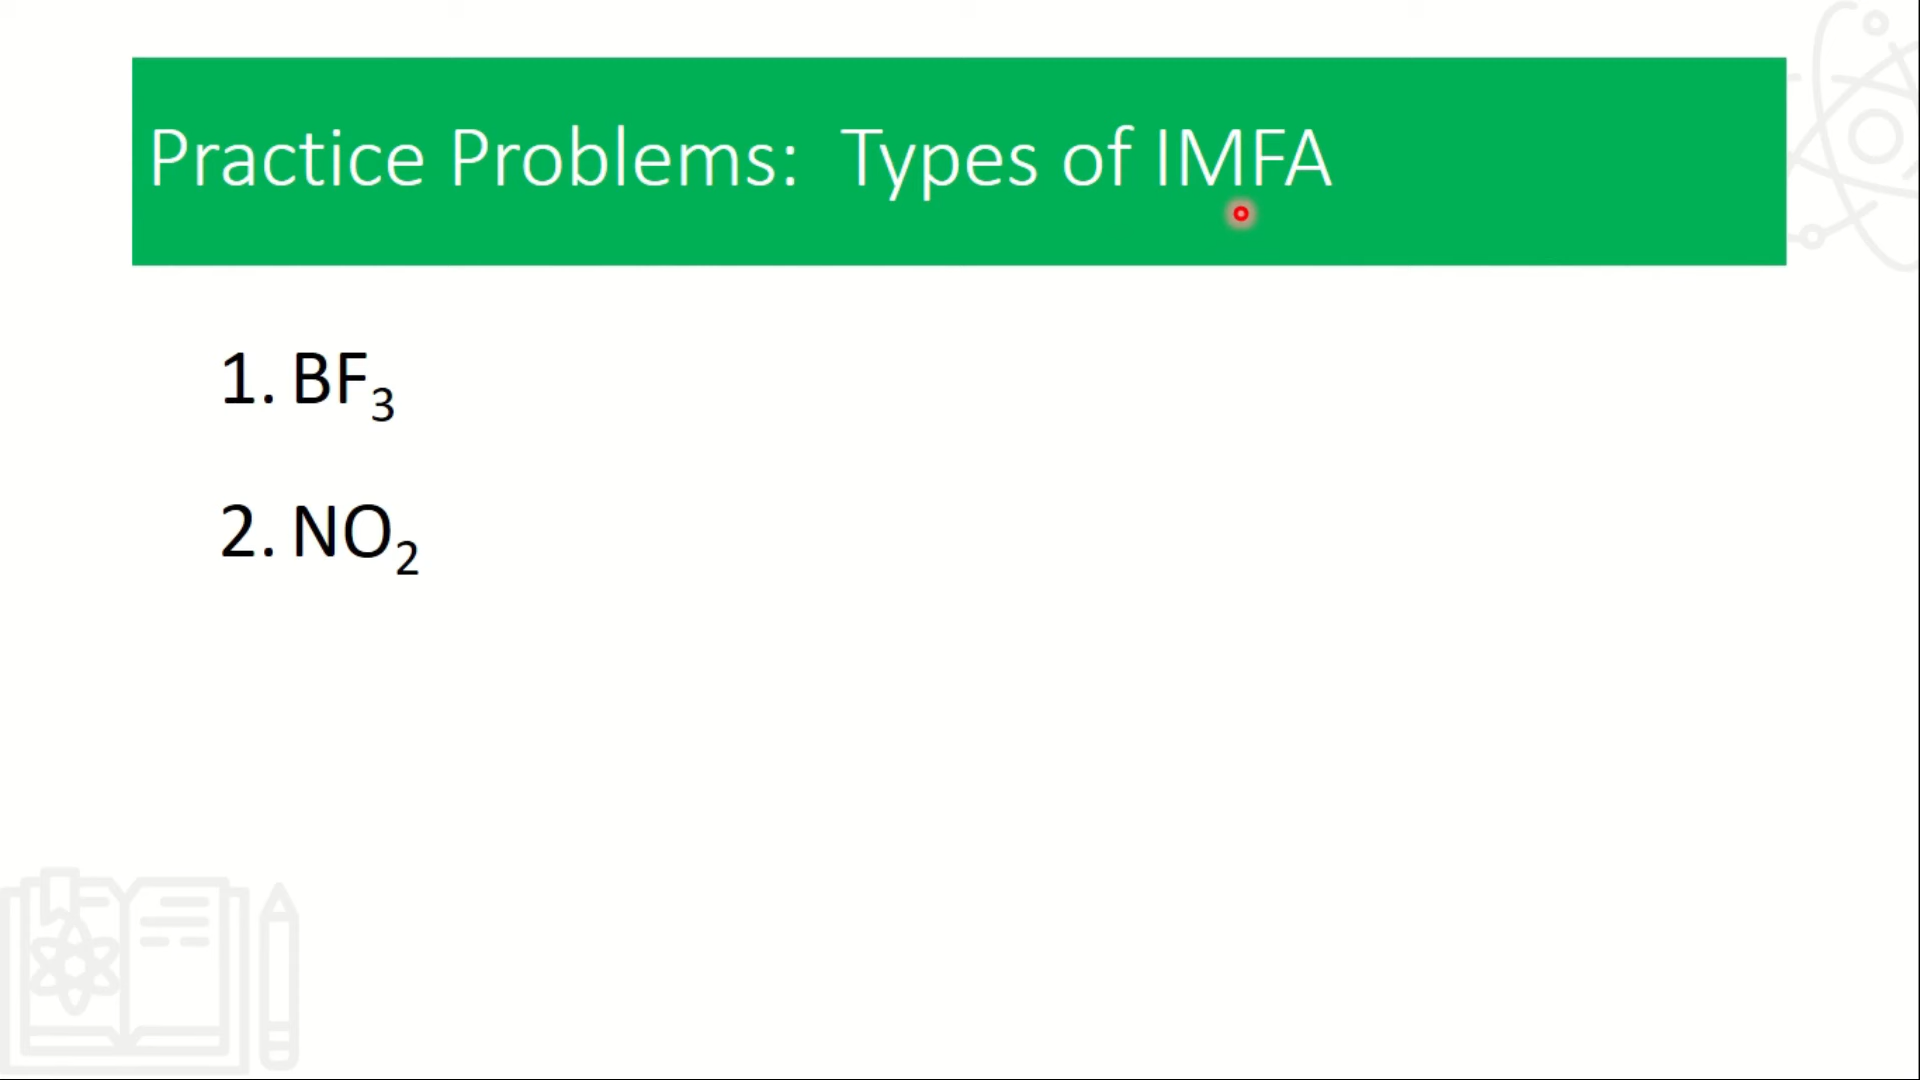 Practice Problems:  Types of IMFA
1. BF₃
2. NO₂